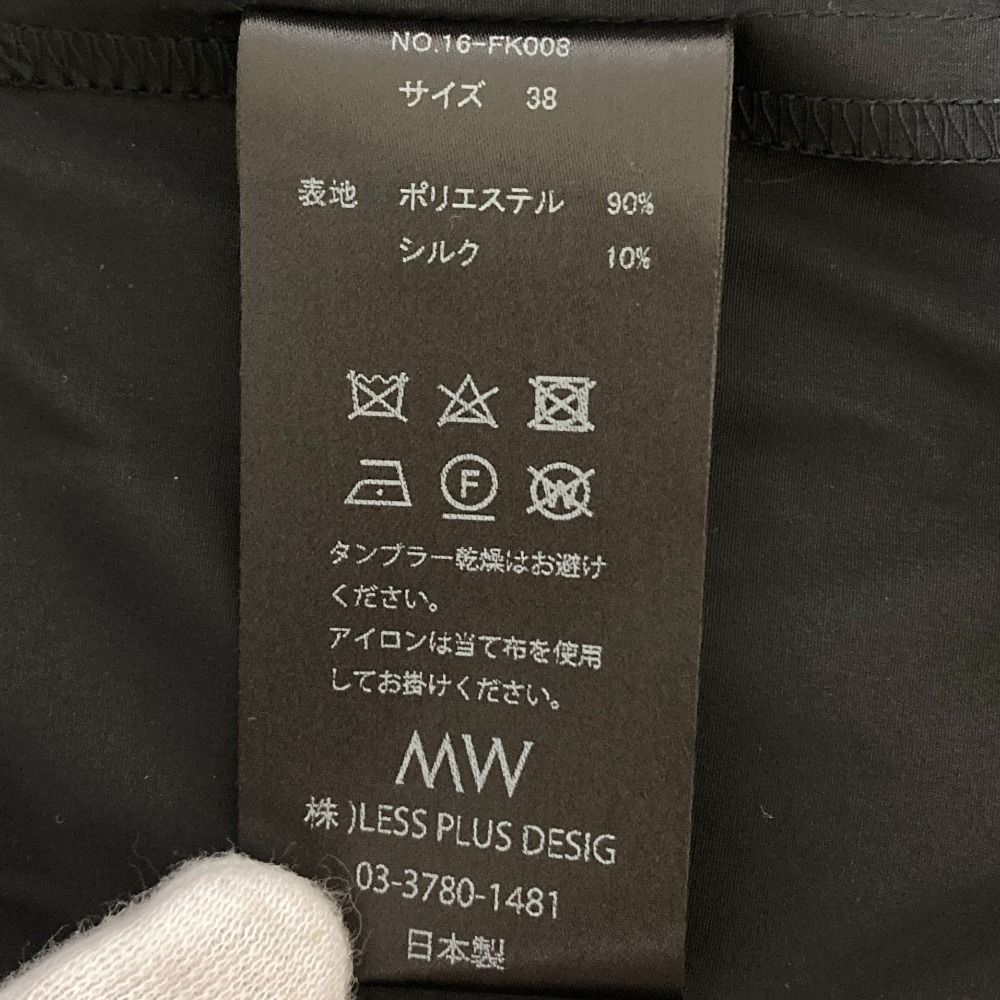 NO.16-FK008
サイズ 38
表地 ポリエステル 90%
シルク 10%
F
W
タンブラー乾燥はお避け
ください。
アイロンは当て布を使用
してお掛けください。
MW
株)LESS PLUS DESIG
03-3780-1481
日本製